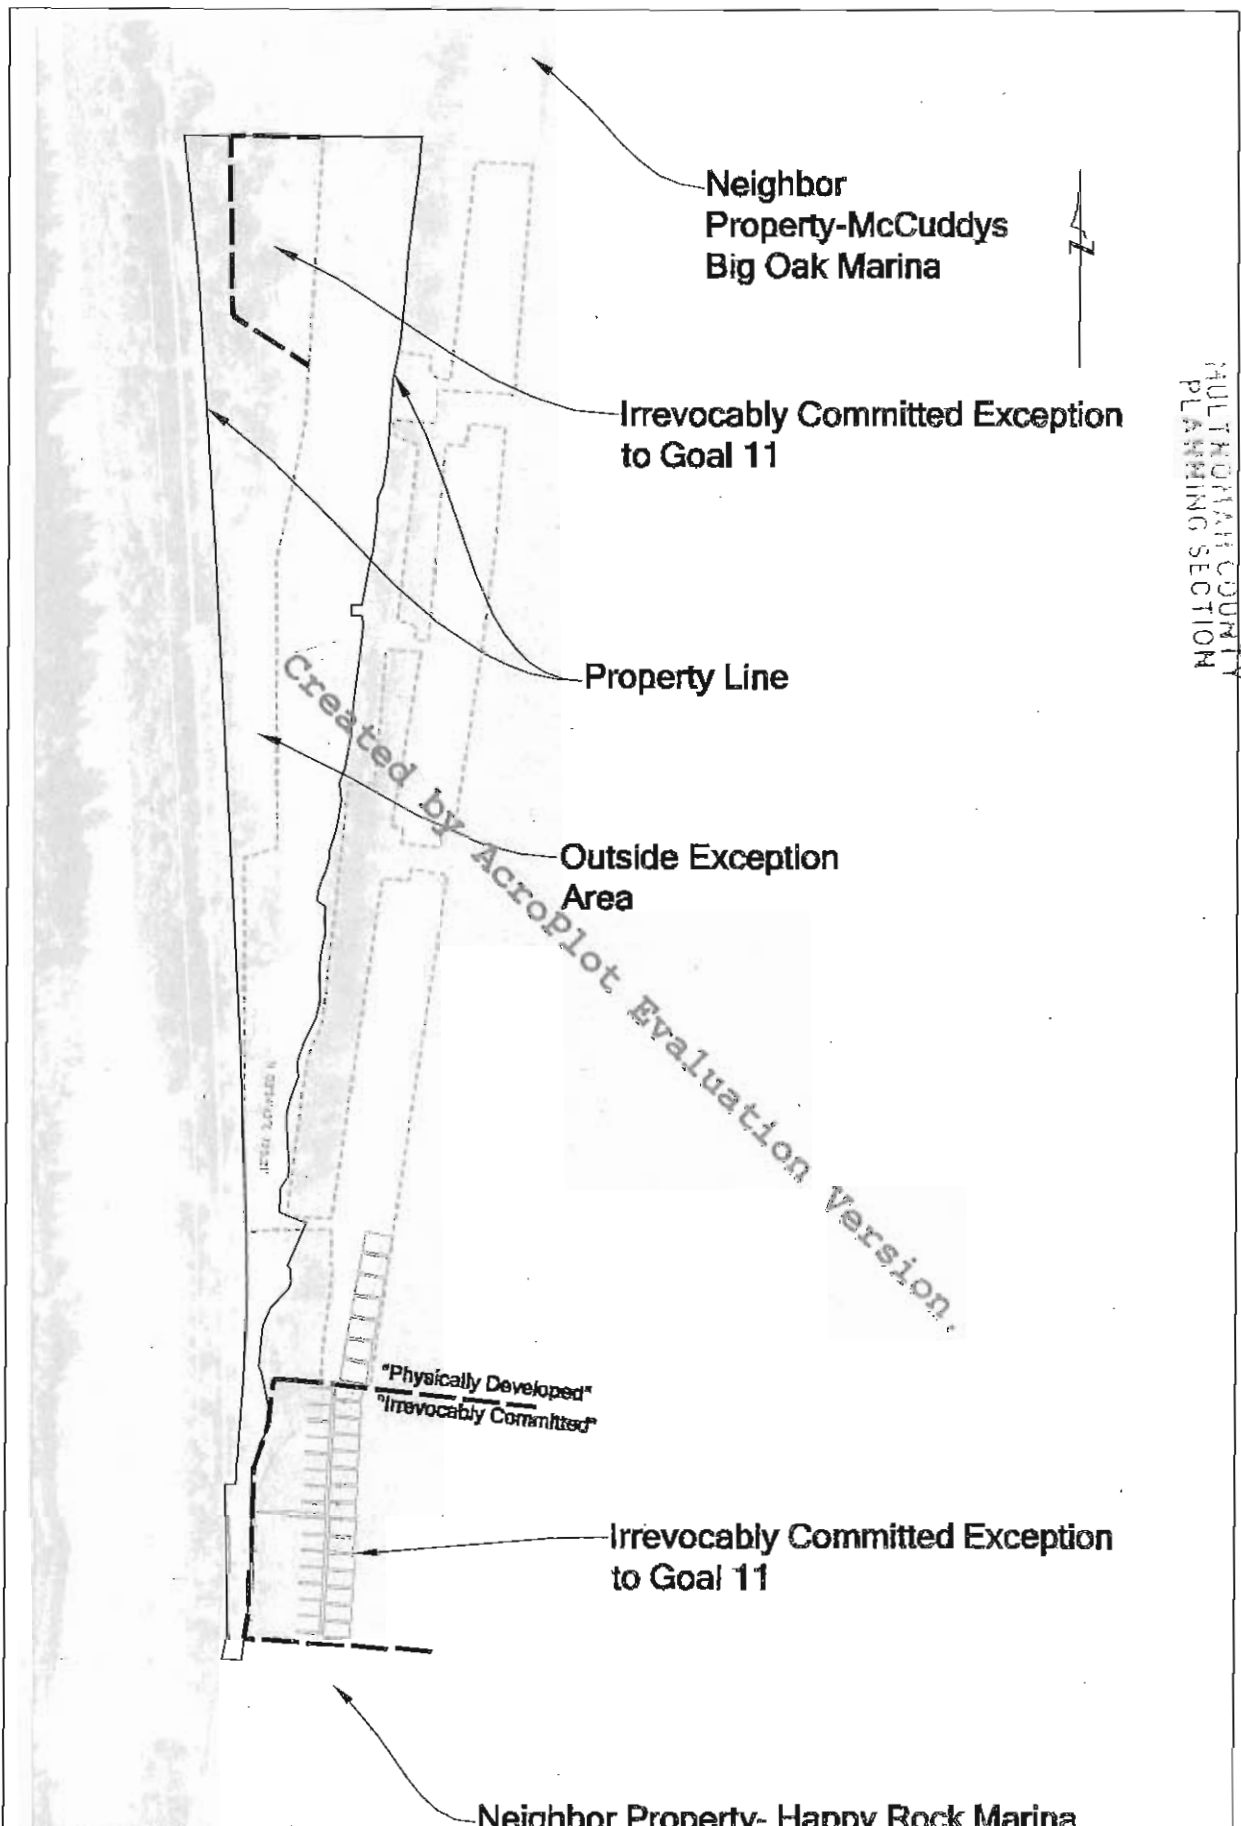 Neighbor
Property-McCuddys
Big Oak Marina
N
MULTNOMAH COUNTY
PLANNING SECTION
Irrevocably Committed Exception
to Goal 11
Property Line
Created by AcroPlot Evaluation Version.
Outside Exception
Area
"Physically Developed"
"Irrevocably Committed"
Irrevocably Committed Exception
to Goal 11
Neighbor Property- Happy Rock Marina